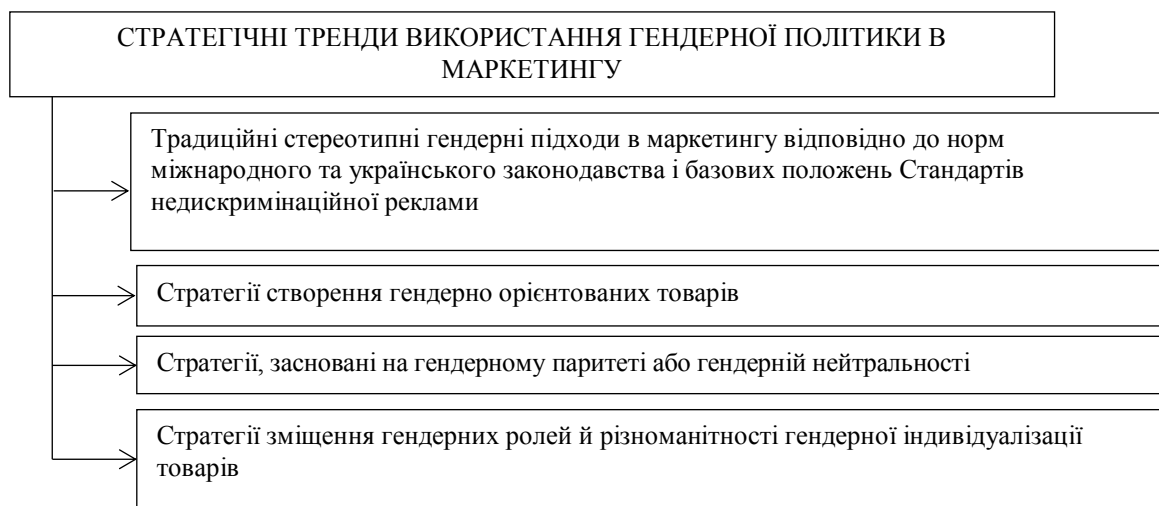 СТРАТЕГІЧНІ ТРЕНДИ ВИКОРИСТАННЯ ГЕНДЕРНОЇ ПОЛІТИКИ В
МАРКЕТИНГУ
Традиційні стереотипні гендерні підходи в маркетингу відповідно до норм
міжнародного та українського законодавства і базових положень Стандартів
недискримінаційної реклами
Стратегії створення гендерно орієнтованих товарів
Стратегії, засновані на гендерному паритеті або гендерній нейтральності
Стратегії зміщення гендерних ролей й різноманітності гендерної індивідуалізації
товарів